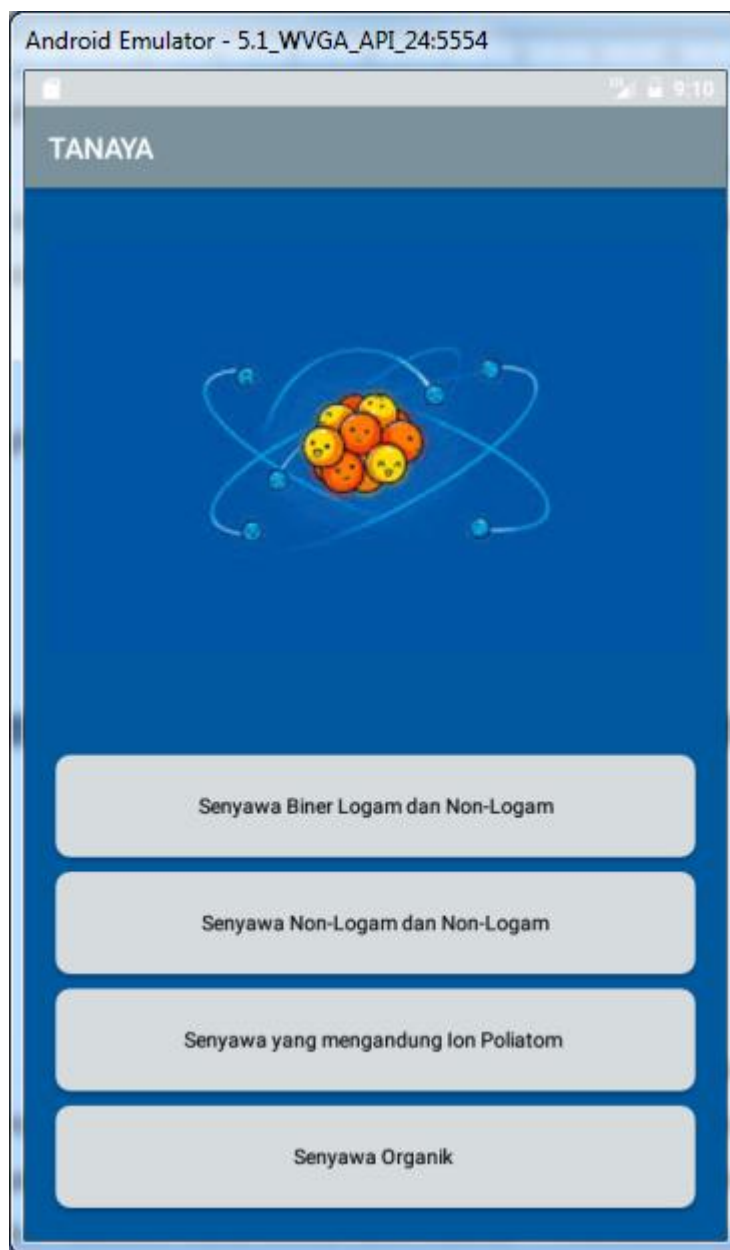 Android Emulator - 5.1_WVGA_API_24:5554
9:10
TANAYA
Senyawa Biner Logam dan Non-Logam
Senyawa Non-Logam dan Non-Logam
Senyawa yang mengandung Ion Poliatom
Senyawa Organik